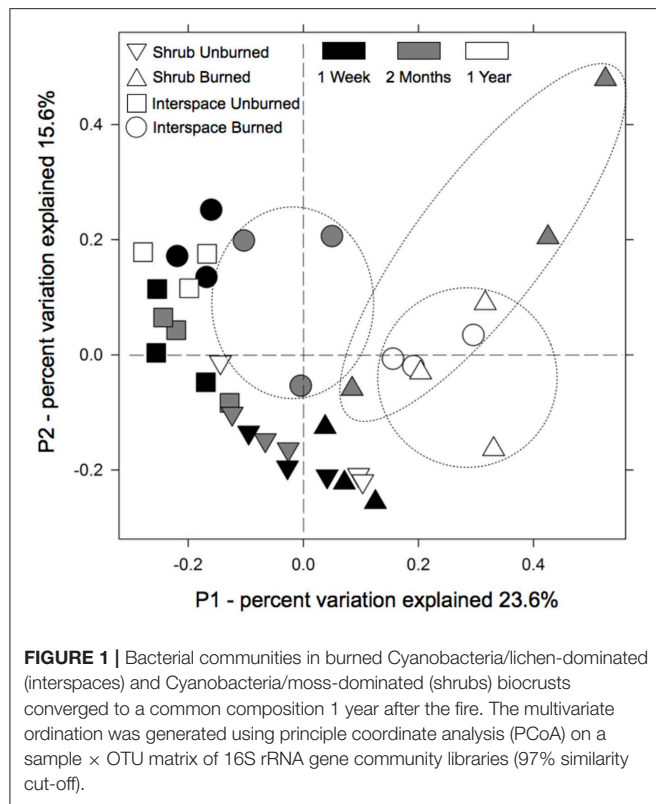 Shrub Unburned
Shrub Burned
Interspace Unburned
Interspace Burned
1 Week
2 Months
1 Year
P2 - percent variation explained 15.6%
0.4
0.2
0.0
-0.2
-0.2
0.0
0.2
0.4
P1 - percent variation explained 23.6%
FIGURE 1 | Bacterial communities in burned Cyanobacteria/lichen-dominated
(interspaces) and Cyanobacteria/moss-dominated (shrubs) biocrusts
converged to a common composition 1 year after the fire. The multivariate
ordination was generated using principle coordinate analysis (PCoA) on a
sample × OTU matrix of 16S rRNA gene community libraries (97% similarity
cut-off).